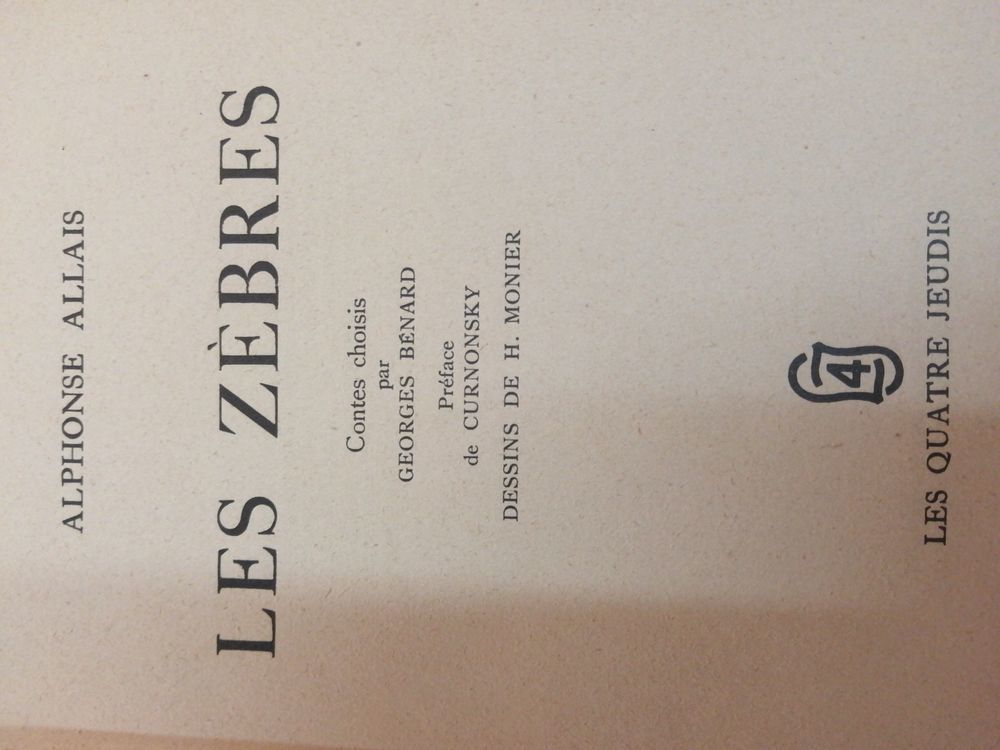 ALPHONSE ALLAIS
LES ZÈBRES
Contes choisis
par
GEORGES BÉNARD
Préface
de CURNONSKY
DESSINS DE H. MONIER
4
LES QUATRE JEUDIS